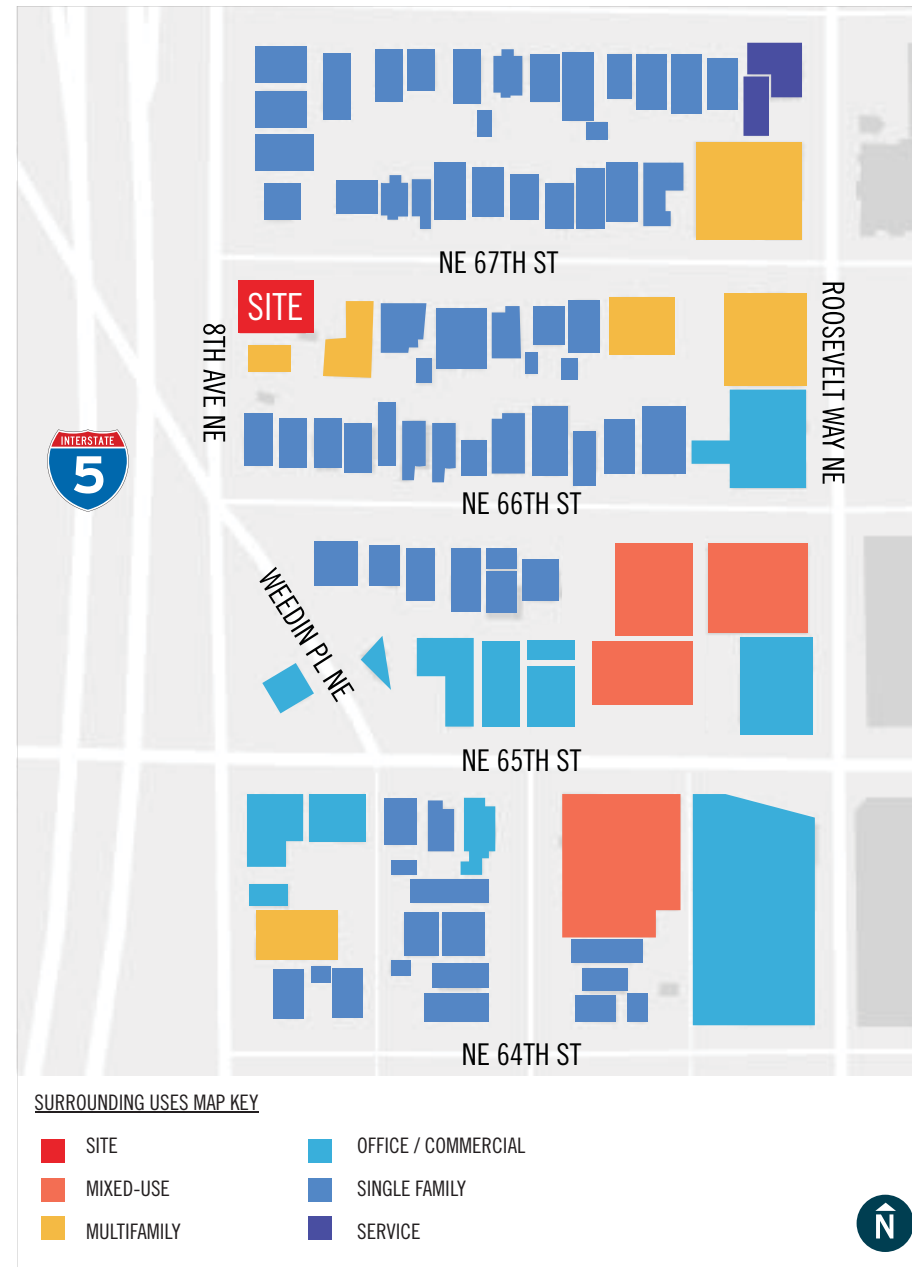 NE 67TH ST
SITE
8TH AVE NE
ROOSEVELT WAY NE
INTERSTATE
5
NE 66TH ST
WEEDIN PL NE
NE 65TH ST
NE 64TH ST
SURROUNDING USES MAP KEY
SITE
MIXED-USE
MULTIFAMILY
OFFICE / COMMERCIAL
SINGLE FAMILY
SERVICE
N